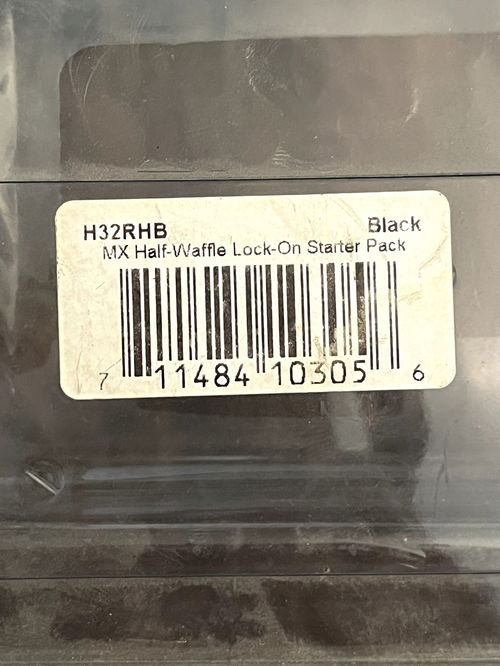 H32RHB Black
MX Half-Waffle Lock-On Starter Pack
7 11484 10305 6